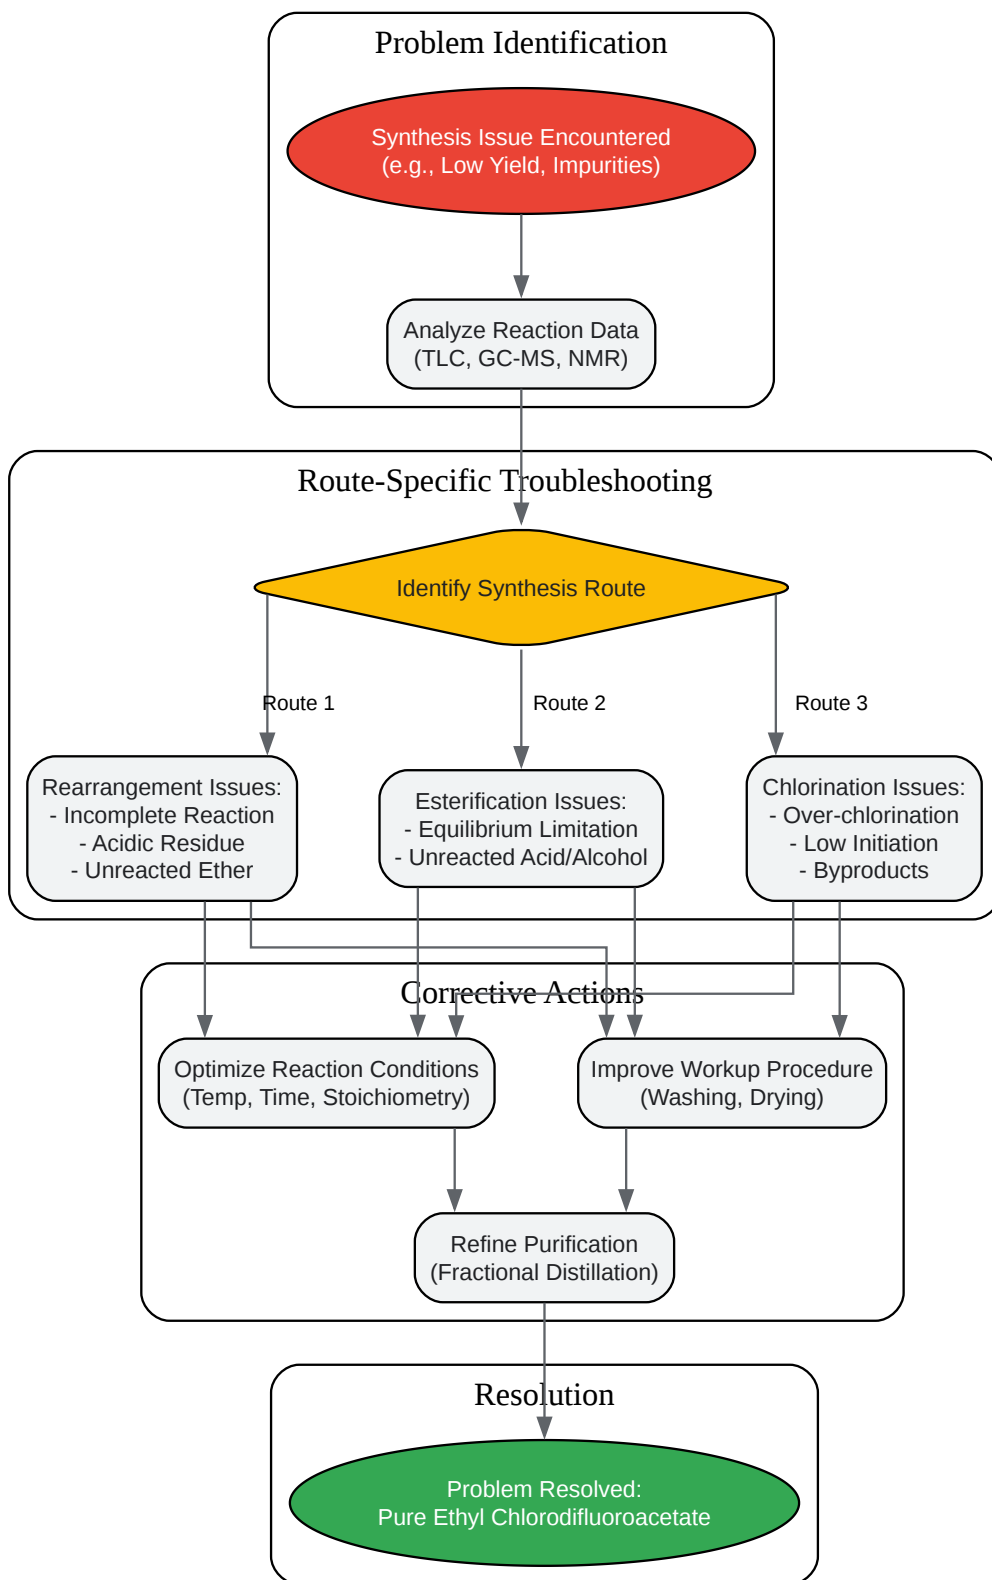 Problem Identification
Synthesis Issue Encountered
(e.g., Low Yield, Impurities)
Analyze Reaction Data
(TLC, GC-MS, NMR)
Route-Specific Troubleshooting
Identify Synthesis Route
Route 1
Route 2
Route 3
Rearrangement Issues:
- Incomplete Reaction
- Acidic Residue
- Unreacted Ether
Esterification Issues:
- Equilibrium Limitation
- Unreacted Acid/Alcohol
Chlorination Issues:
- Over-chlorination
- Low Initiation
- Byproducts
Corrective Actions
Optimize Reaction Conditions
(Temp, Time, Stoichiometry)
Improve Workup Procedure
(Washing, Drying)
Refine Purification
(Fractional Distillation)
Resolution
Problem Resolved:
Pure Ethyl Chlorodifluoroacetate